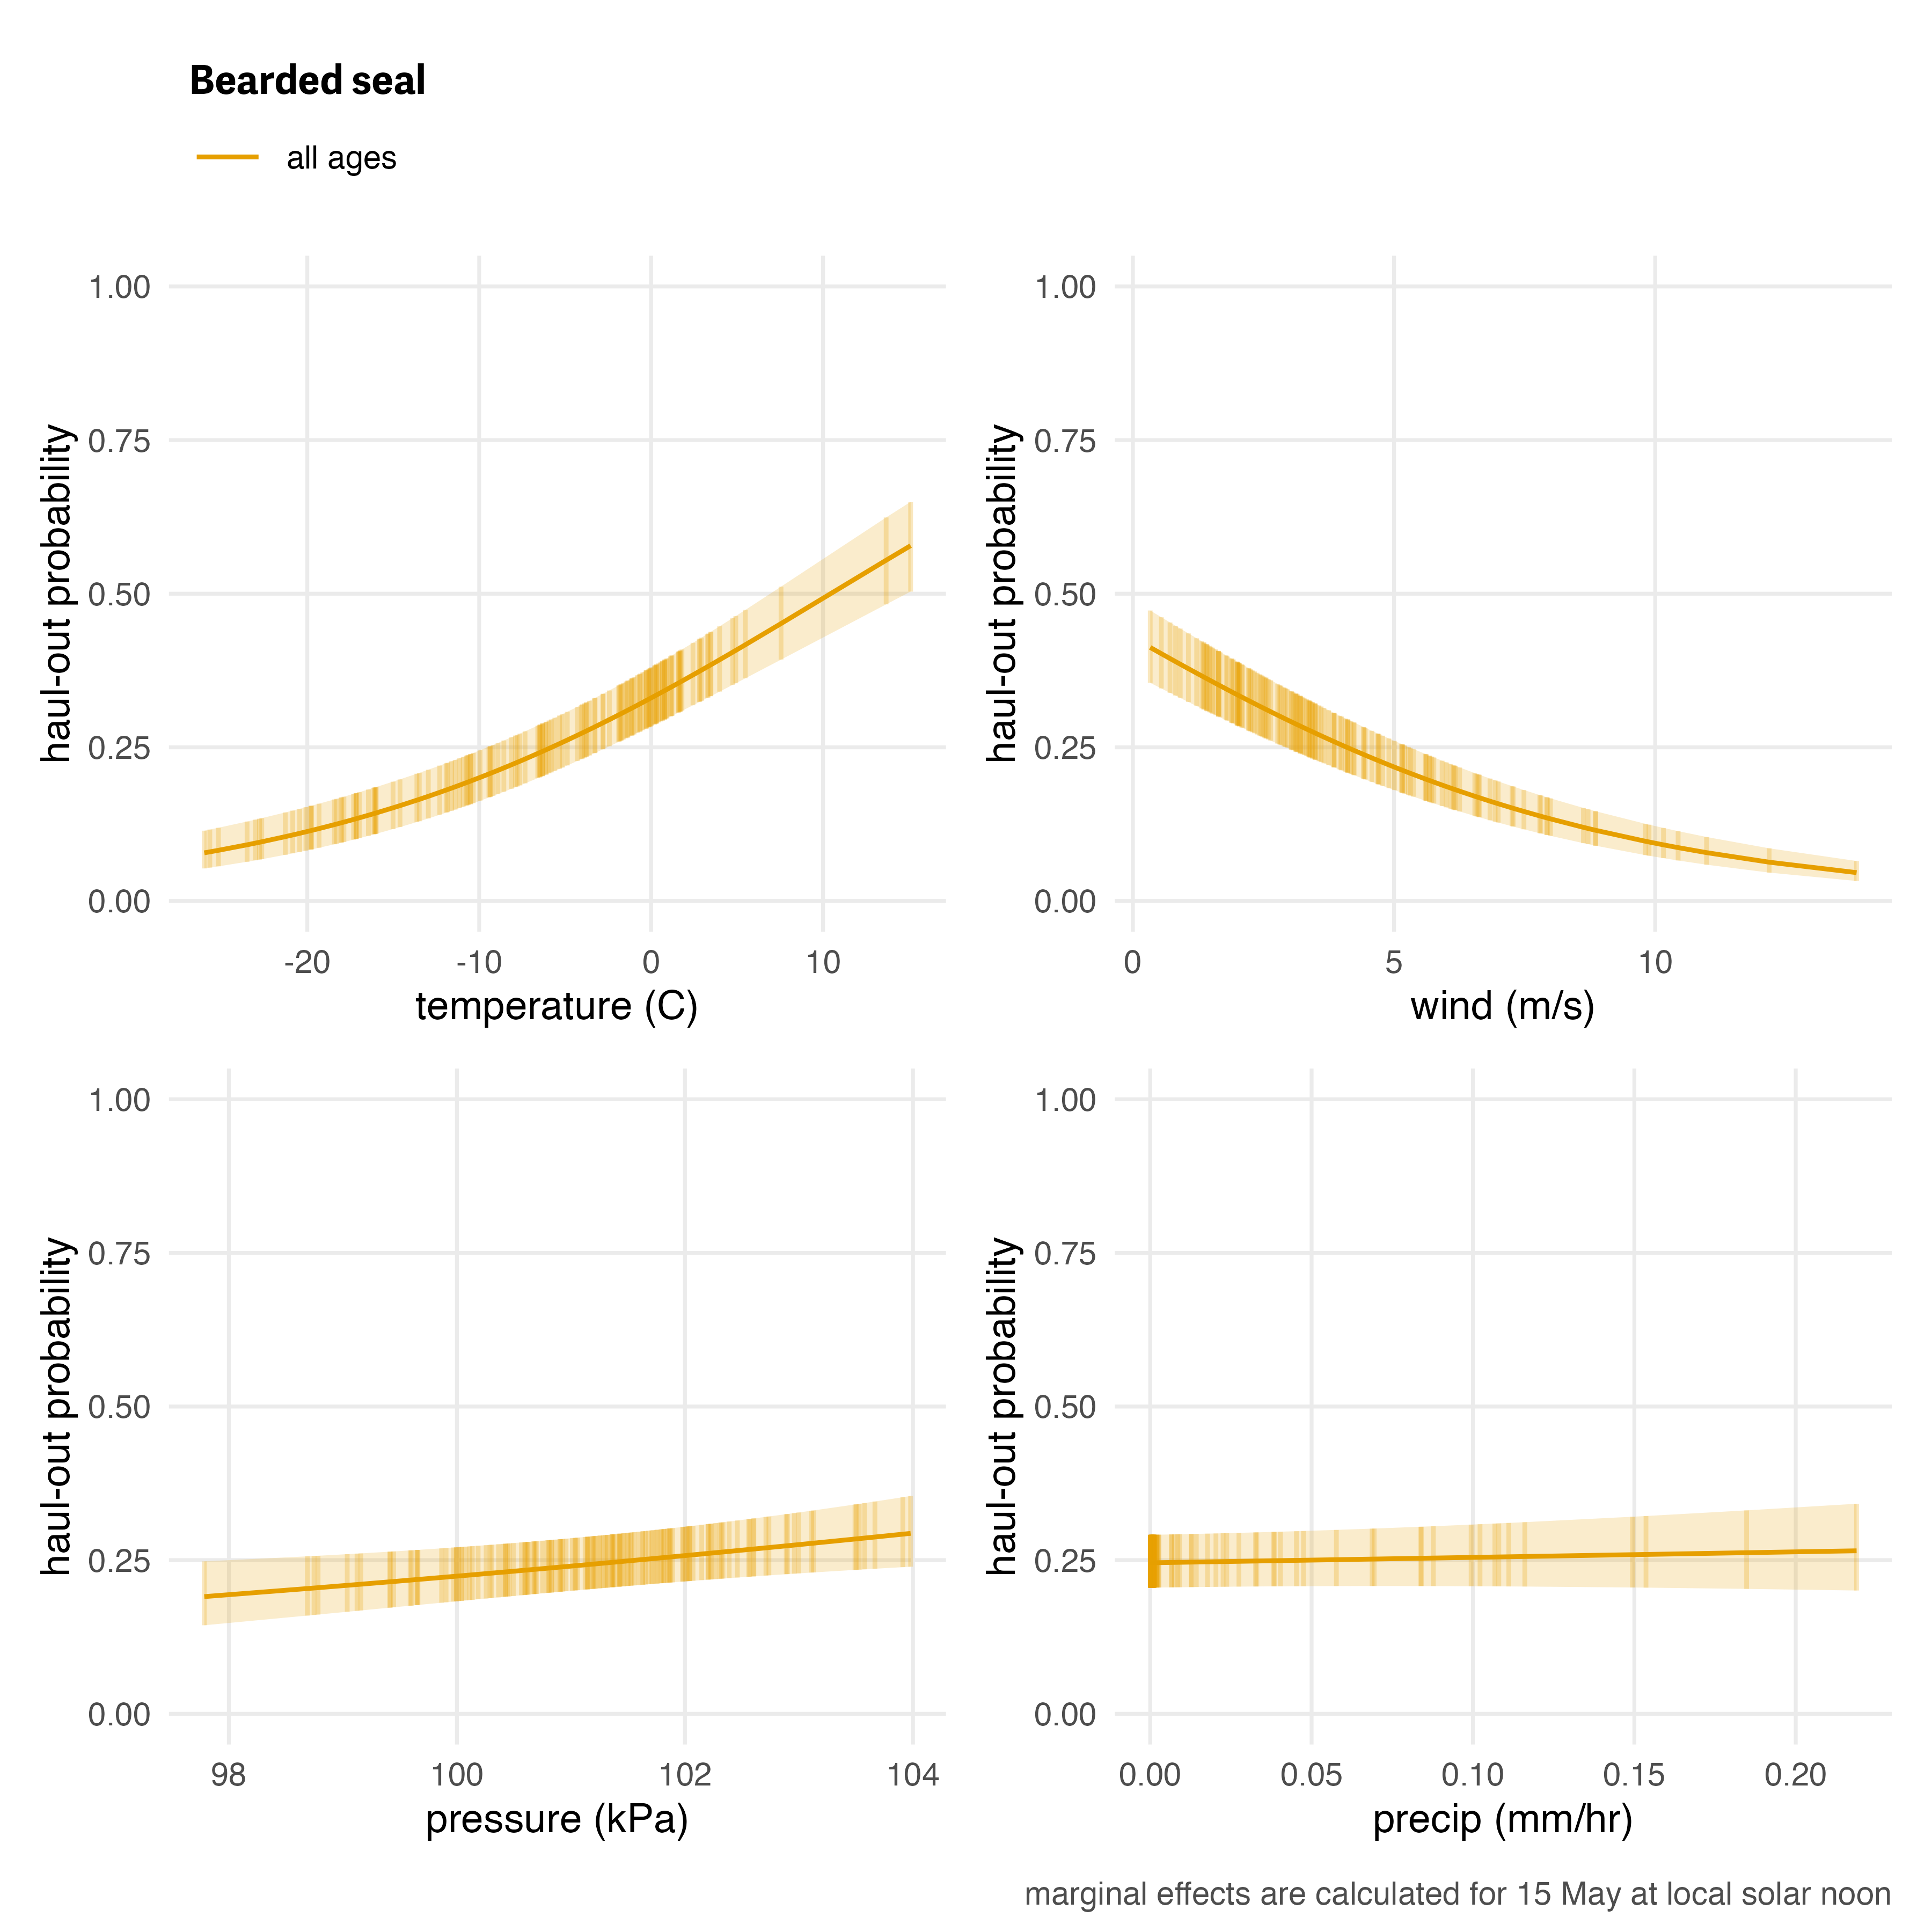 Bearded seal
all ages
haul-out probability
1.00
0.75
0.50
0.25
0.00
-20 -10 0 10
temperature (C)
haul-out probability
1.00
0.75
0.50
0.25
0.00
0 5 10
wind (m/s)
haul-out probability
1.00
0.75
0.50
0.25
0.00
98 100 102 104
pressure (kPa)
haul-out probability
1.00
0.75
0.50
0.25
0.00
0.00 0.05 0.10 0.15 0.20
precip (mm/hr)
marginal effects are calculated for 15 May at local solar noon